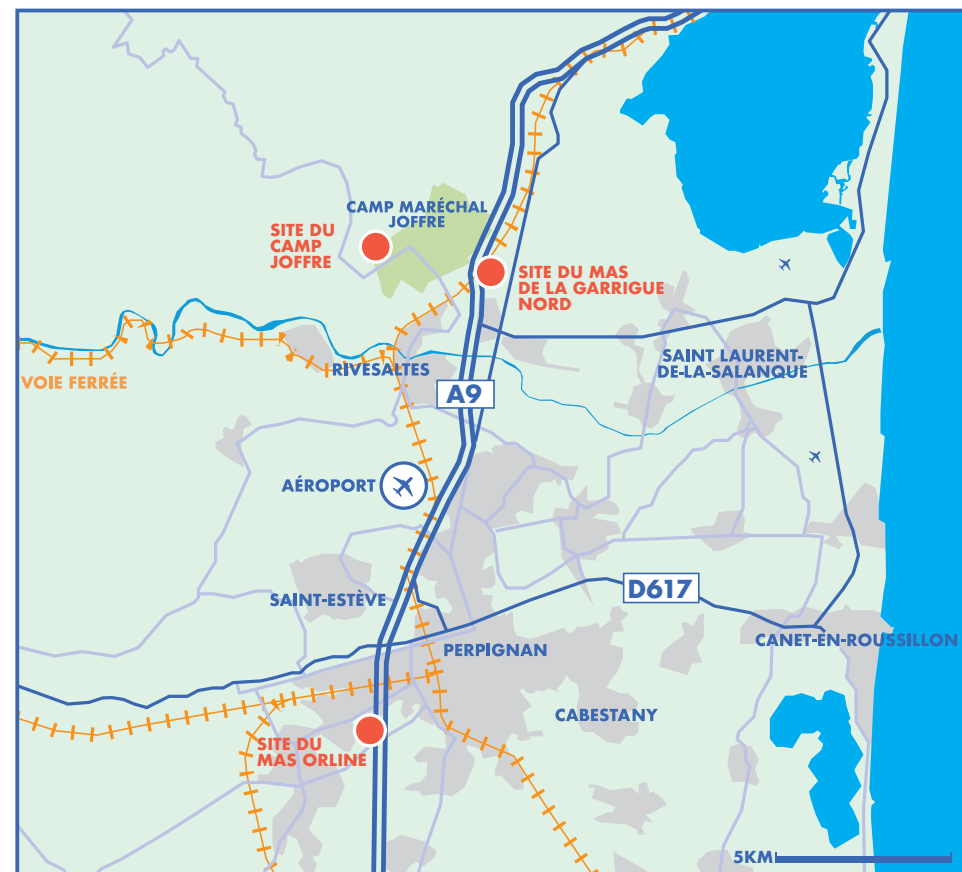 CAMP MARÉCHAL
JOFFRE
SITE DU
CAMP
JOFFRE
SITE DU MAS
DE LA GARRIGUE
NORD
RIVESALTES
SAINT LAURENT-
DE-LA-SALANQUE
VOIE FERRÉE
A9
AÉROPORT
SAINT-ESTÈVE
D617
PERPIGNAN
CANET-EN-ROUSSILLON
CABESTANY
SITE DU
MAS ORLINE
5KM